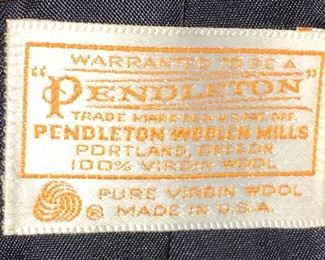 WARRANTED TO BE A
"PENDLETON"
TRADE MARK REG. U.S. PAT. OFF.
PENDLETON WOOLEN MILLS
PORTLAND, OREGON
100% VIRGIN WOOL
PURE VIRGIN WOOL
® MADE IN U.S.A.